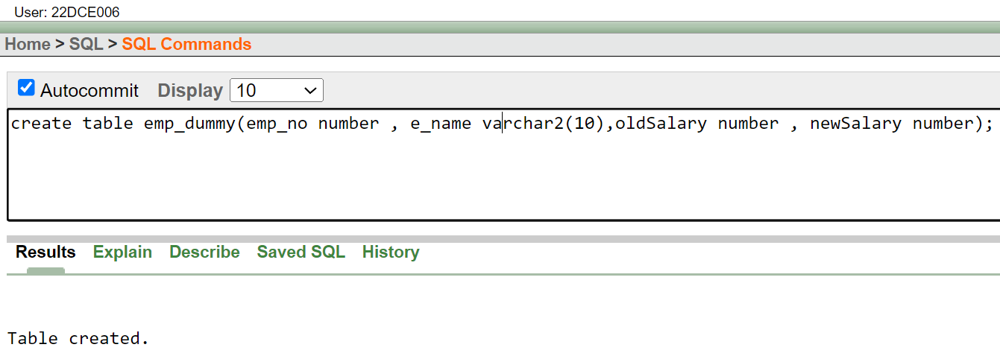 User: 22DCE006
Home > SQL > SQL Commands
Autocommit Display 10
create table emp_dummy(emp_no number , e_name varchar2(10),oldSalary number , newSalary number);
Results Explain Describe Saved SQL History
Table created.